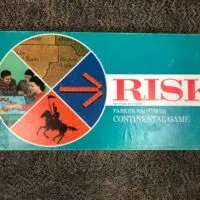 RISK
PARKER BROTHERS
CONTINENTAL GAME